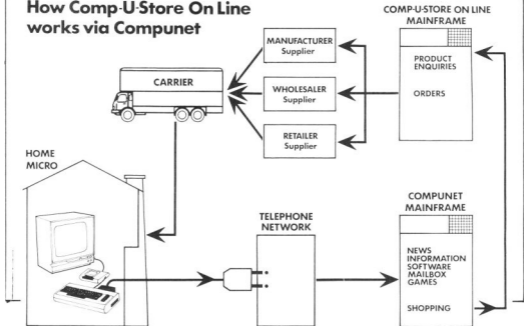 How Comp-U-Store On Line
works via Compunet
COMP-U-STORE ON LINE
MAINFRAME
PRODUCT
ENQUIRIES
ORDERS
MANUFACTURER
Supplier
WHOLESALER
Supplier
RETAILER
Supplier
CARRIER
HOME
MICRO
TELEPHONE
NETWORK
COMPUNET
MAINFRAME
NEWS
INFORMATION
SOFTWARE
MAILBOX
GAMES
SHOPPING